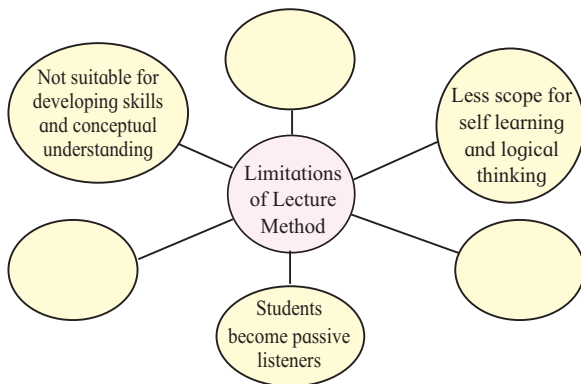 Not suitable for
developing skills
and conceptual
understanding
Less scope for
self learning
and logical
thinking
Limitations
of Lecture
Method
Students
become passive
listeners